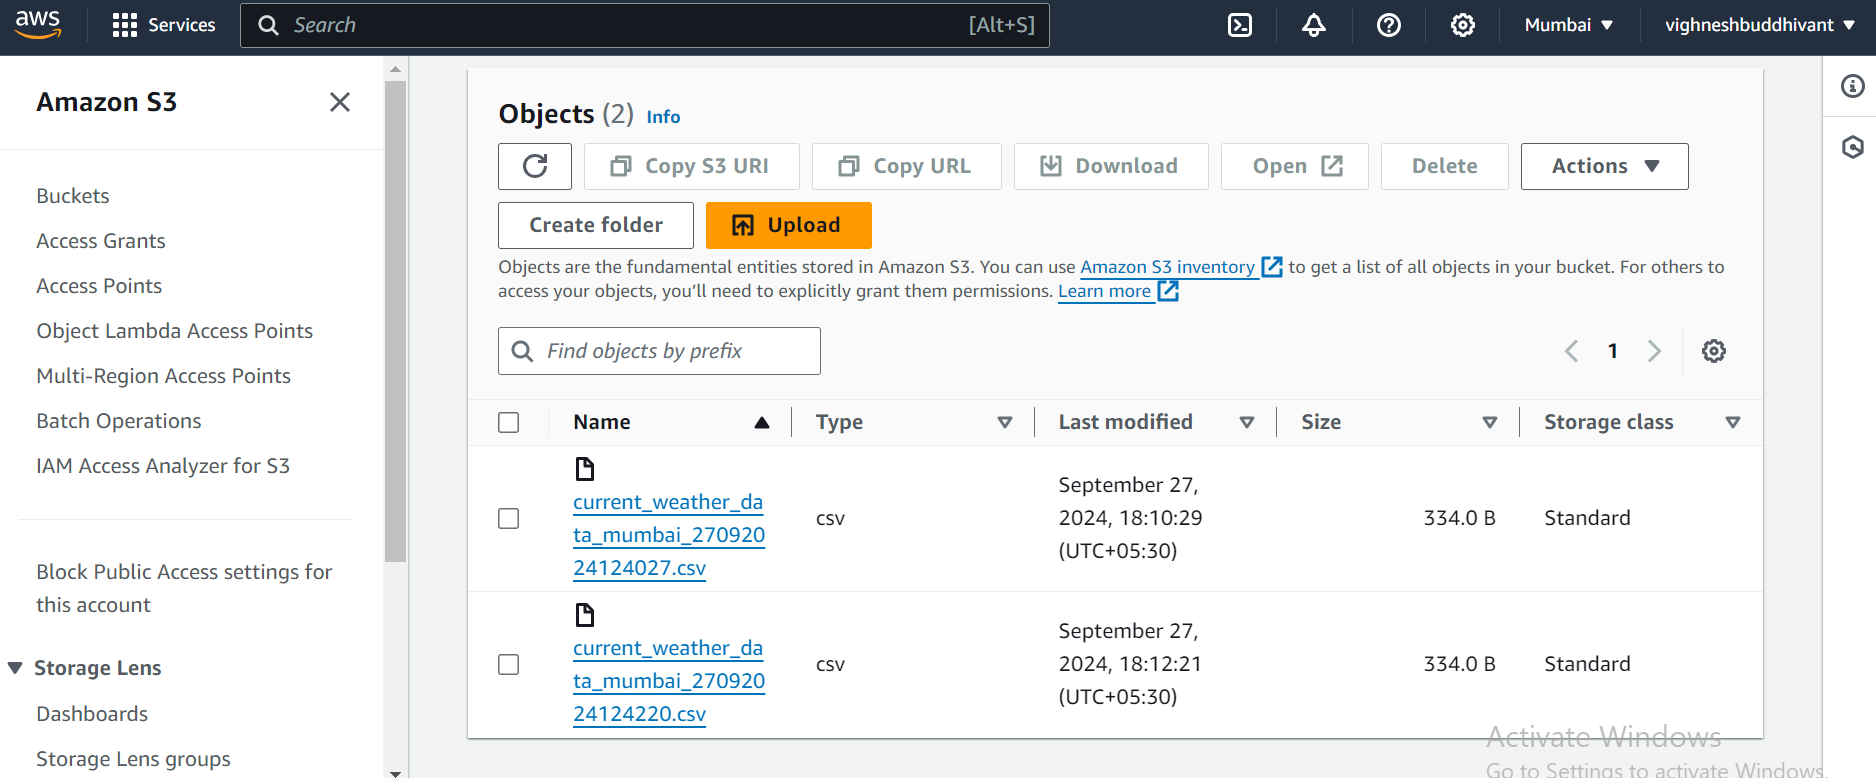 aws
Services
Search [Alt+S]
Mumbai
vighneshbuddhivant
Amazon S3
Buckets
Access Grants
Access Points
Object Lambda Access Points
Multi-Region Access Points
Batch Operations
IAM Access Analyzer for S3
Block Public Access settings for
this account
Storage Lens
Dashboards
Storage Lens groups
Objects (2) Info
Copy S3 URI
Copy URL
Download
Open
Delete
Actions
Create folder
Upload
Objects are the fundamental entities stored in Amazon S3. You can use Amazon S3 inventory to get a list of all objects in your bucket. For others to
access your objects, you’ll need to explicitly grant them permissions. Learn more
Find objects by prefix
1
Name Type Last modified Size Storage class
current_weather_da
ta_mumbai_270920
24124027.csv
csv
September 27,
2024, 18:10:29
(UTC+05:30)
334.0 B
Standard
current_weather_da
ta_mumbai_270920
24124220.csv
csv
September 27,
2024, 18:12:21
(UTC+05:30)
334.0 B
Standard
Activate Windows
Go to Settings to activate Windows.